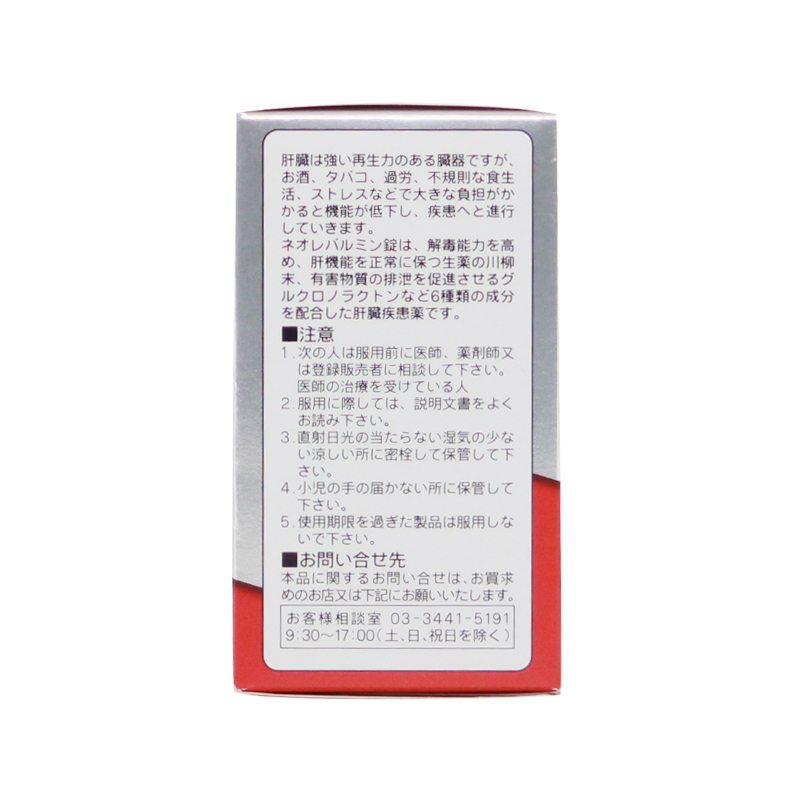 肝臓は強い再生力のある臓器ですが、
お酒、タバコ、過労、不規則な食生
活、ストレスなどで大きな負担がか
かると機能が低下し、疾患へと進行
していきます。
ネオレバルミン錠は、解毒能力を高
め、肝機能を正常に保つ生薬の川柳
末、有害物質の排泄を促進させるグ
ルクロノラクトンなど6種類の成分
を配合した肝臓疾患薬です。
■注意
1.次の人は服用前に医師、薬剤師又
は登録販売者に相談して下さい。
医師の治療を受けている人
2.服用に際しては、説明文書をよく
お読み下さい。
3.直射日光の当たらない湿気の少な
い涼しい所に密栓して保管して下
さい。
4.小児の手の届かない所に保管して
下さい。
5.使用期限を過ぎた製品は服用しな
いで下さい。
■お問い合せ先
本品に関するお問い合せは、お買求
めのお店又は下記にお願いいたします。
お客様相談室 03-3441-5191
9:30〜17:00(土、日、祝日を除く)